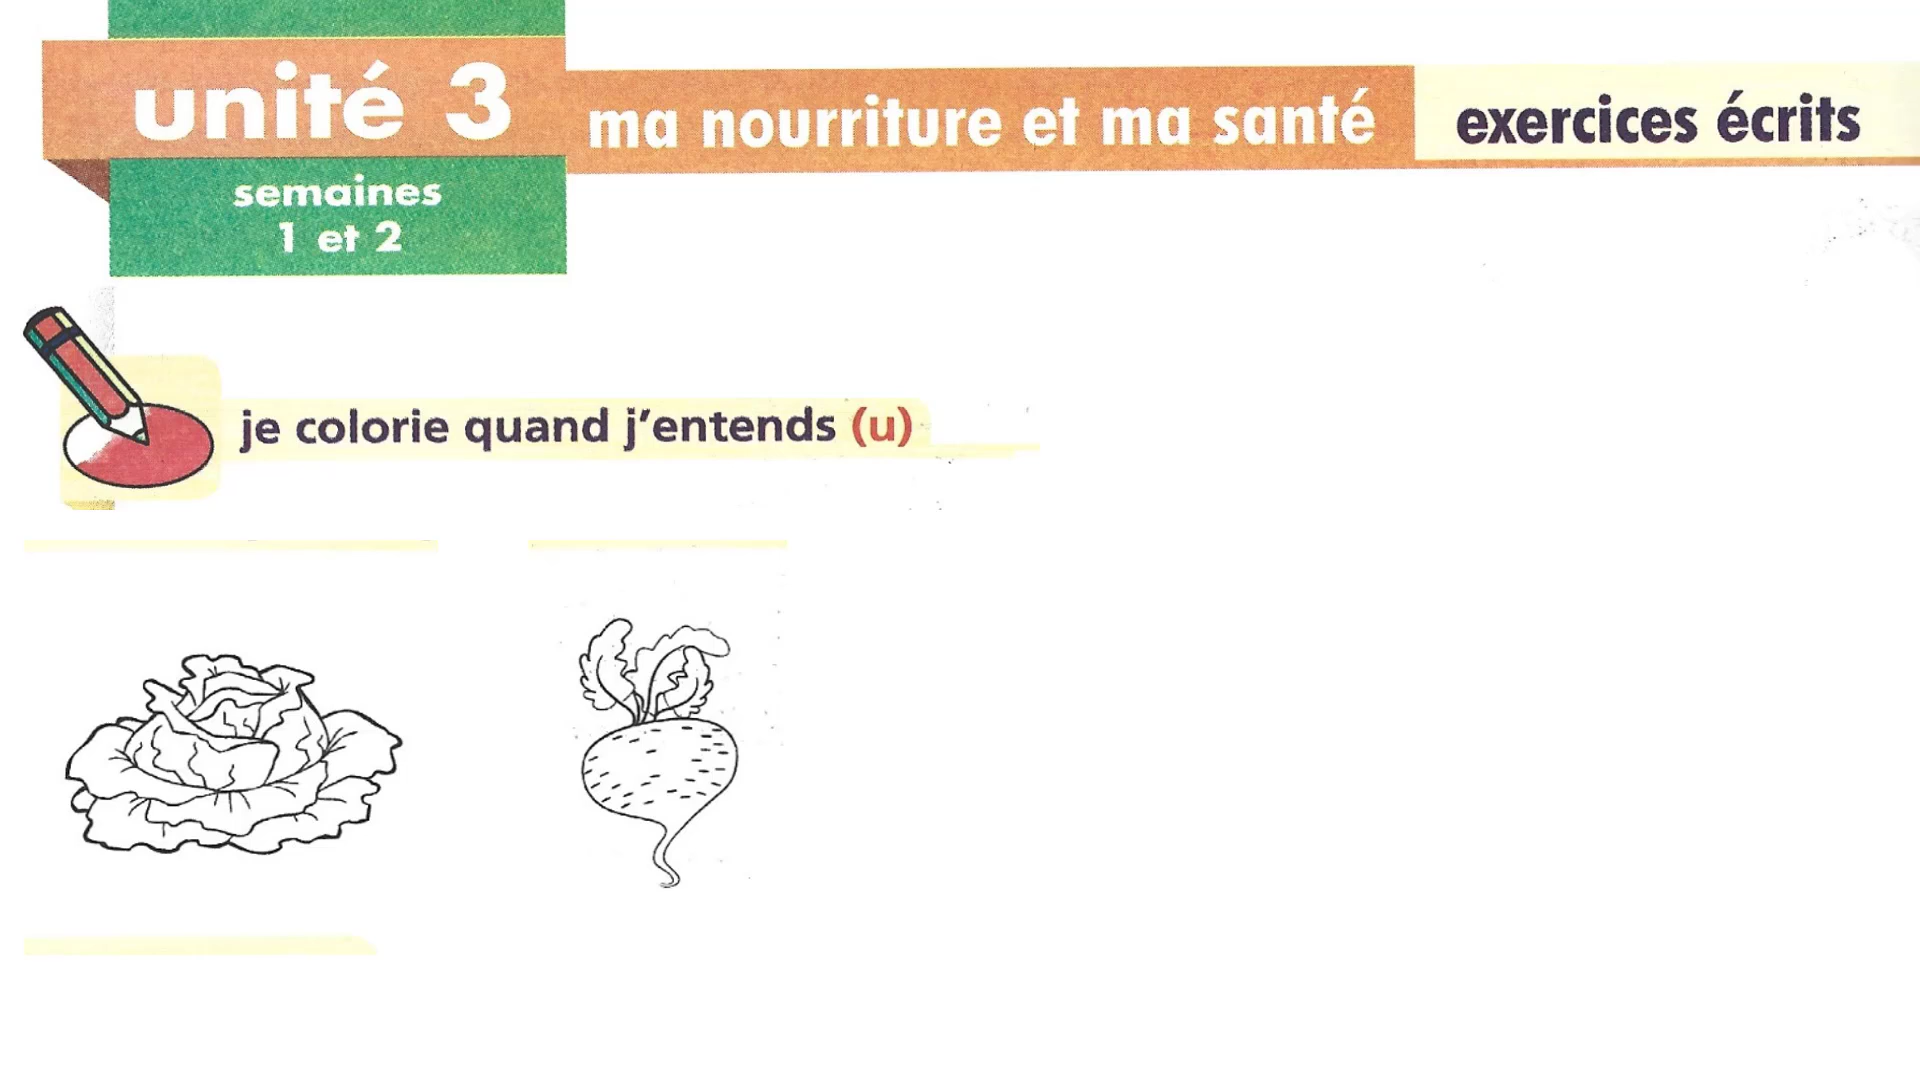 unité 3
ma nourriture et ma santé
exercices écrits
semaines
1 et 2
je colorie quand j'entends (u)